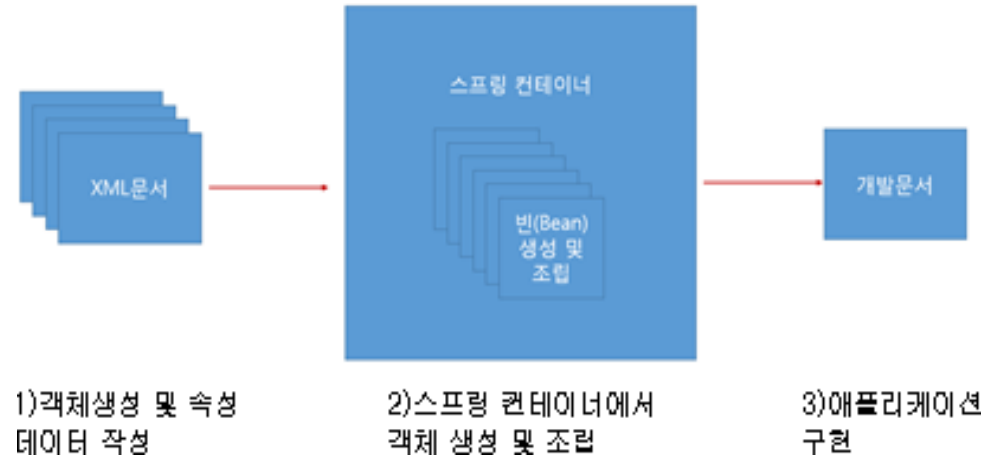 스프링 컨테이너
XML문서
빈(Bean)
생성 및
조립
개발문서
1)객체생성 및 속성
데이터 작성
2)스프링 컨테이너에서
객체 생성 및 조립
3)애플리케이션
구현